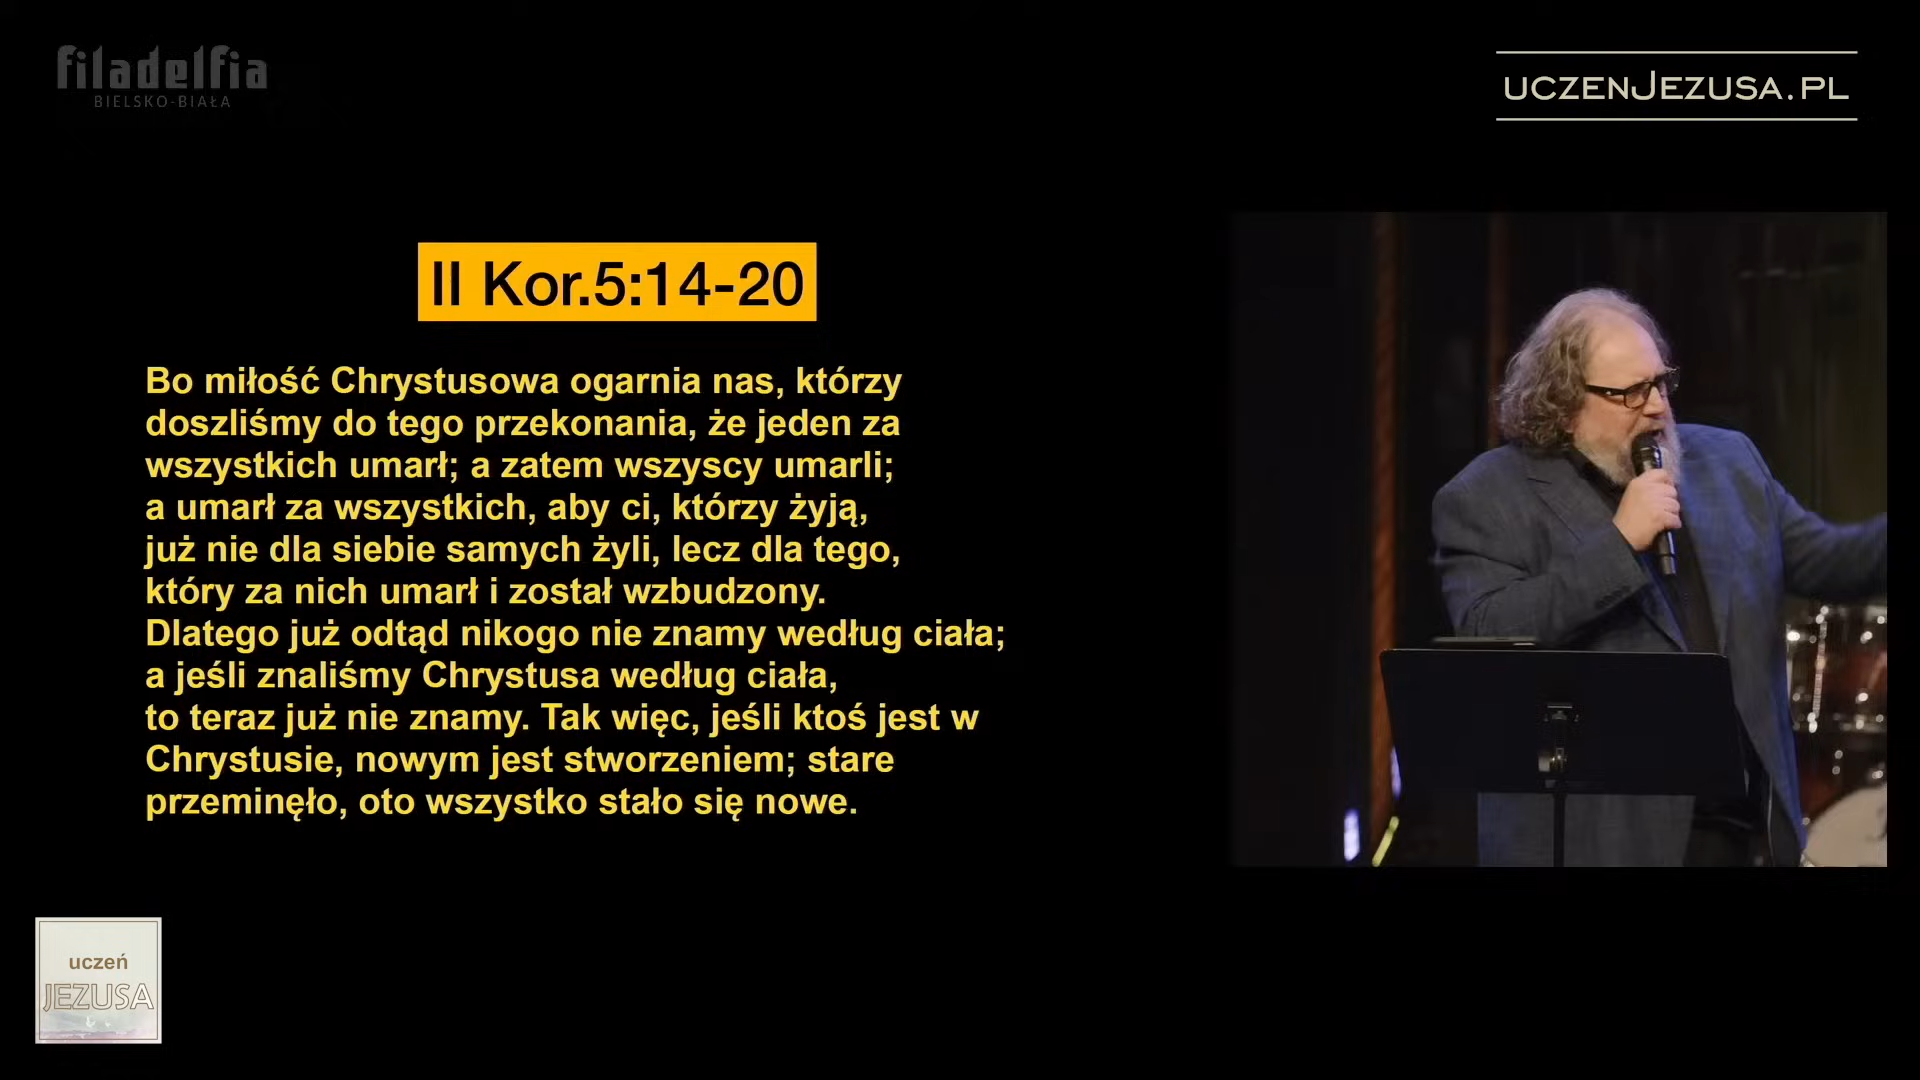 filadelfia
BIELSKO-BIAŁA
UCZENJEZUSA.PL
II Kor.5:14-20
Bo miłość Chrystusowa ogarnia nas, którzy
doszliśmy do tego przekonania, że jeden za
wszystkich umarł; a zatem wszyscy umarli;
a umarł za wszystkich, aby ci, którzy żyją,
już nie dla siebie samych żyli, lecz dla tego,
który za nich umarł i został wzbudzony.
Dlatego już odtąd nikogo nie znamy według ciała;
a jeśli znaliśmy Chrystusa według ciała,
to teraz już nie znamy. Tak więc, jeśli ktoś jest w
Chrystusie, nowym jest stworzeniem; stare
przeminęło, oto wszystko stało się nowe.
uczeń
JEZUSA